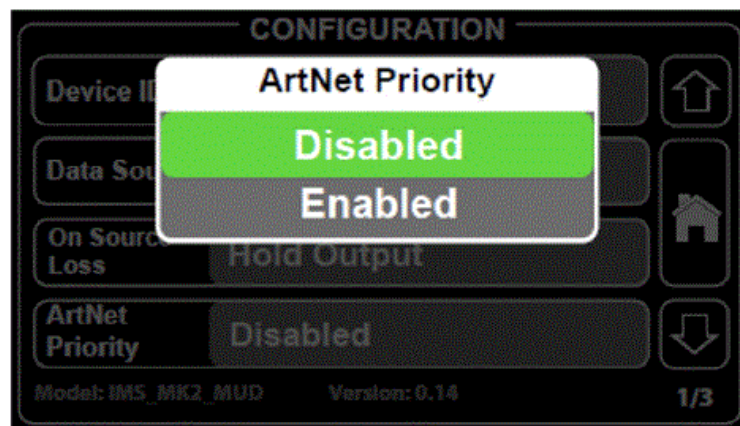 CONFIGURATION
ArtNet Priority
Device ID
Disabled
Data Sou
Enabled
On Source
Loss
Hold Output
ArtNet
Priority
Disabled
Model: IMS_MK2_MUD Version: 0.14
1/3